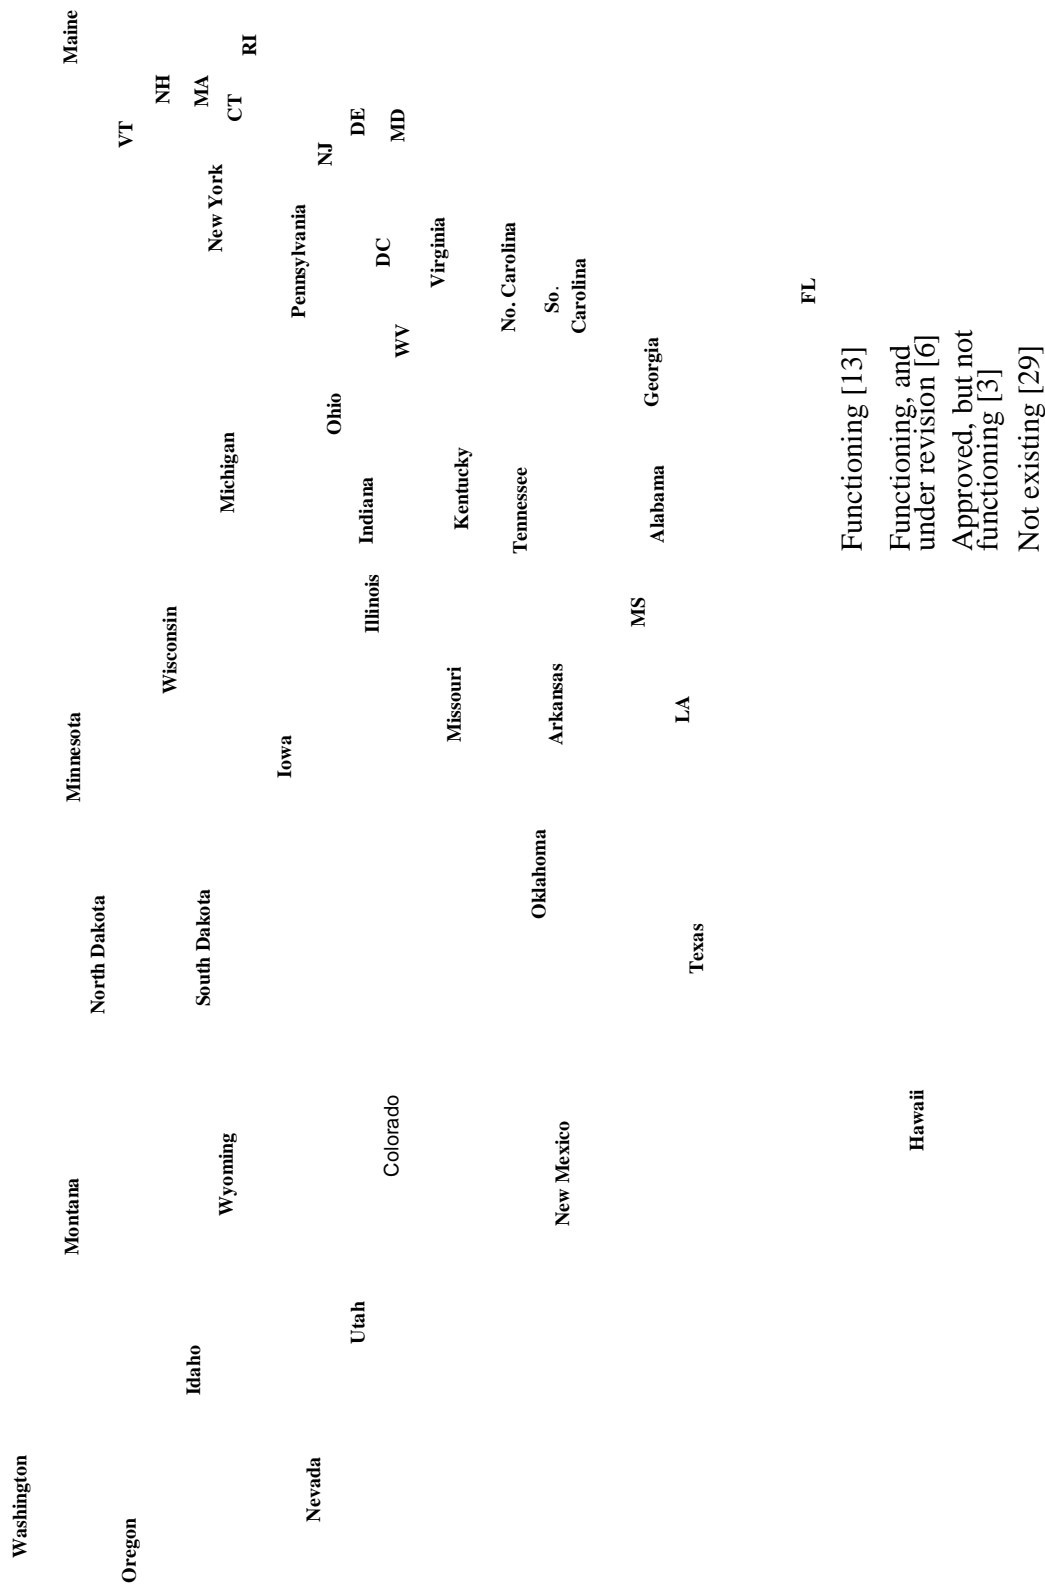 Washington
Oregon
Idaho
Nevada
Utah
Montana
Wyoming
Colorado
New Mexico
Hawaii
North Dakota
South Dakota
Oklahoma
Texas
Minnesota
Iowa
Wisconsin
Missouri
Arkansas
LA
Illinois
MS
Michigan
Indiana
Kentucky
Tennessee
Alabama
Ohio
Georgia
WV
Pennsylvania
New York
DC
Virginia
No. Carolina
So.
Carolina
FL
VT
NH
Maine
MA
CT
RI
NJ
DE
MD
Functioning [13]
Functioning, and
under revision [6]
Approved, but not
functioning [3]
Not existing [29]